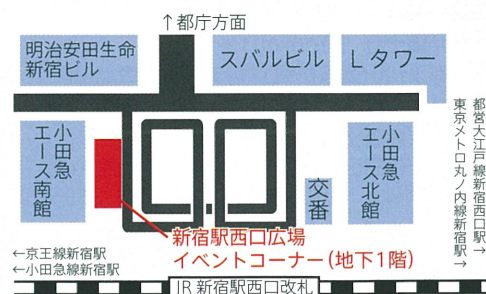 ↑都庁方面
明治安田生命
新宿ビル
スバルビル
Lタワー
小田急
エース南館
小田急
エース北館
交番
都営大江戸線新宿西口駅→
東京メトロ丸ノ内線新宿駅→
新宿駅西口広場
イベントコーナー(地下1階)
←京王線新宿駅
←小田急線新宿駅
JR新宿駅西口改札